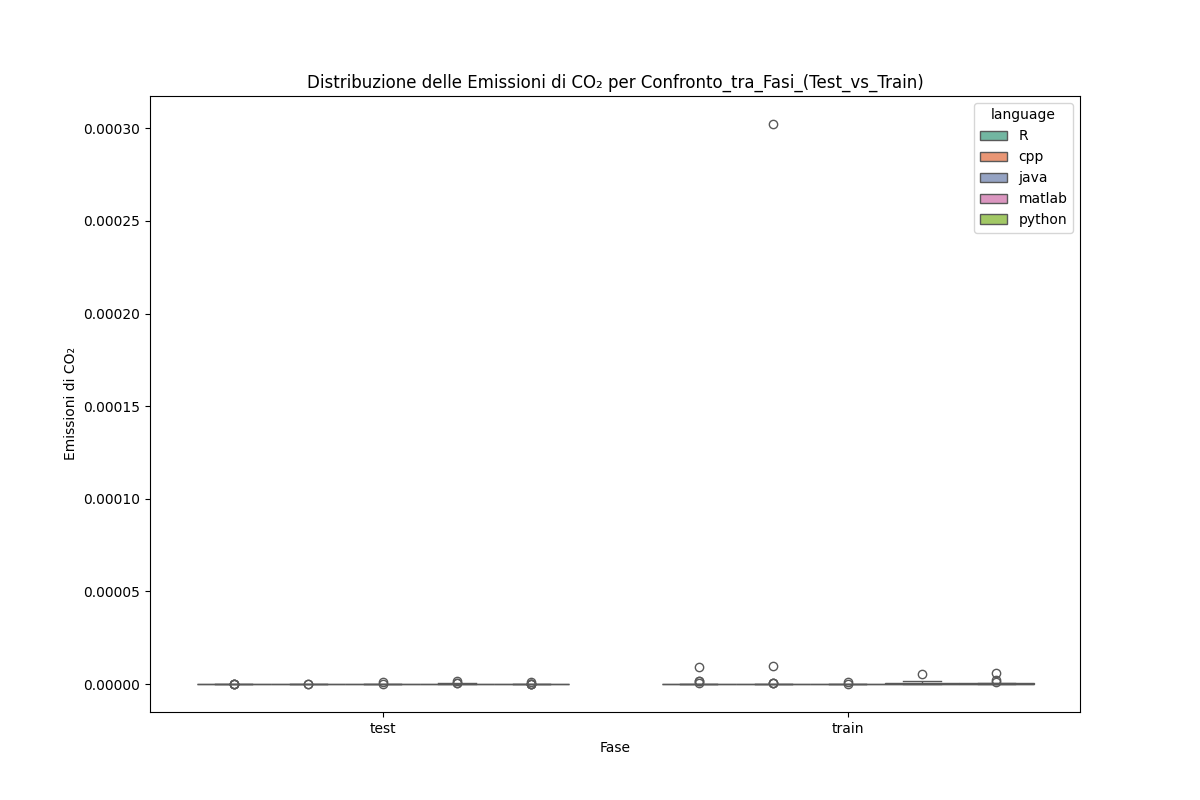 Distribuzione delle Emissioni di CO₂ per Confronto_tra_Fasi_(Test_vs_Train)
language
R
cpp
java
matlab
python
0.00030
0.00025
0.00020
0.00015
0.00010
0.00005
0.00000
Emissioni di CO₂
test
train
Fase